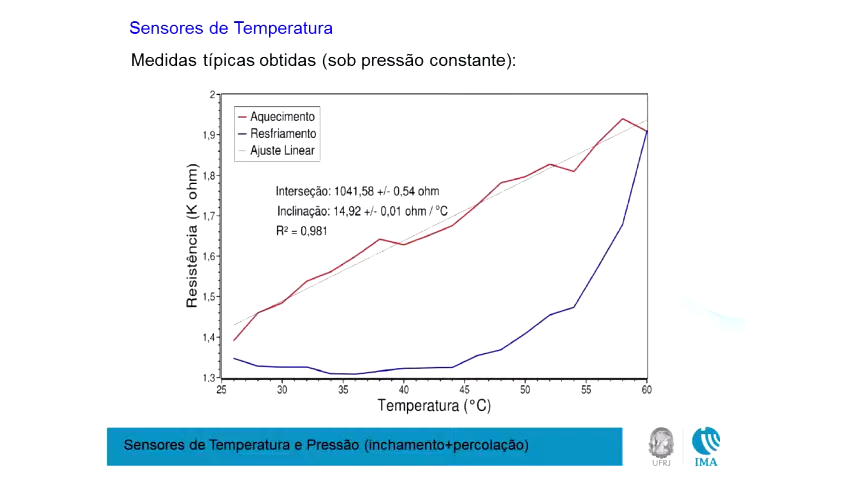 Sensores de Temperatura
Medidas típicas obtidas (sob pressão constante):
2
Aquecimento
1,9
Resfriamento
Ajuste Linear
1,8
Interseção: 1041,58 +/- 0,54 ohm
1,7
Inclinação: 14,92 +/- 0,01 ohm / °C
R² = 0,981
1,6
1,5
1,4
1.3
Resistência (K ohm)
25 30 35 40 45 50 55 60
Temperatura (°C)
Sensores de Temperatura e Pressão (inchamento+percolação)
UFRJ
IMA